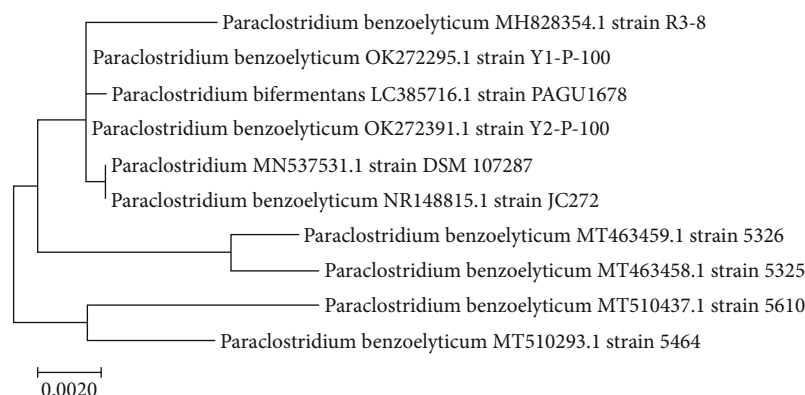 Paraclostridium benzoelyticum MH828354.1 strain R3-8
Paraclostridium benzoelyticum OK272295.1 strain Y1-P-100
Paraclostridium bifermentans LC385716.1 strain PAGU1678
Paraclostridium benzoelyticum OK272391.1 strain Y2-P-100
Paraclostridium MN537531.1 strain DSM 107287
Paraclostridium benzoelyticum NR148815.1 strain JC272
Paraclostridium benzoelyticum MT463459.1 strain 5326
Paraclostridium benzoelyticum MT463458.1 strain 5325
Paraclostridium benzoelyticum MT510437.1 strain 5610
Paraclostridium benzoelyticum MT510293.1 strain 5464
0.0020